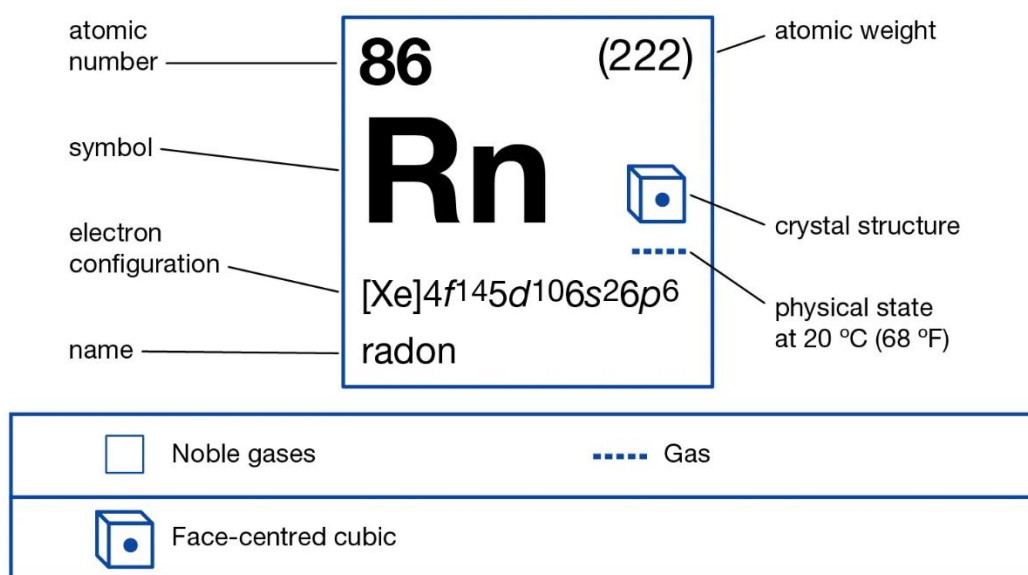 atomic
number
86
(222)
atomic weight
symbol
Rn
crystal structure
electron
configuration
[Xe]4f¹⁴5d¹⁰6s²6p⁶
physical state
at 20 ºC (68 ºF)
name
radon
Noble gases
Gas
Face-centred cubic